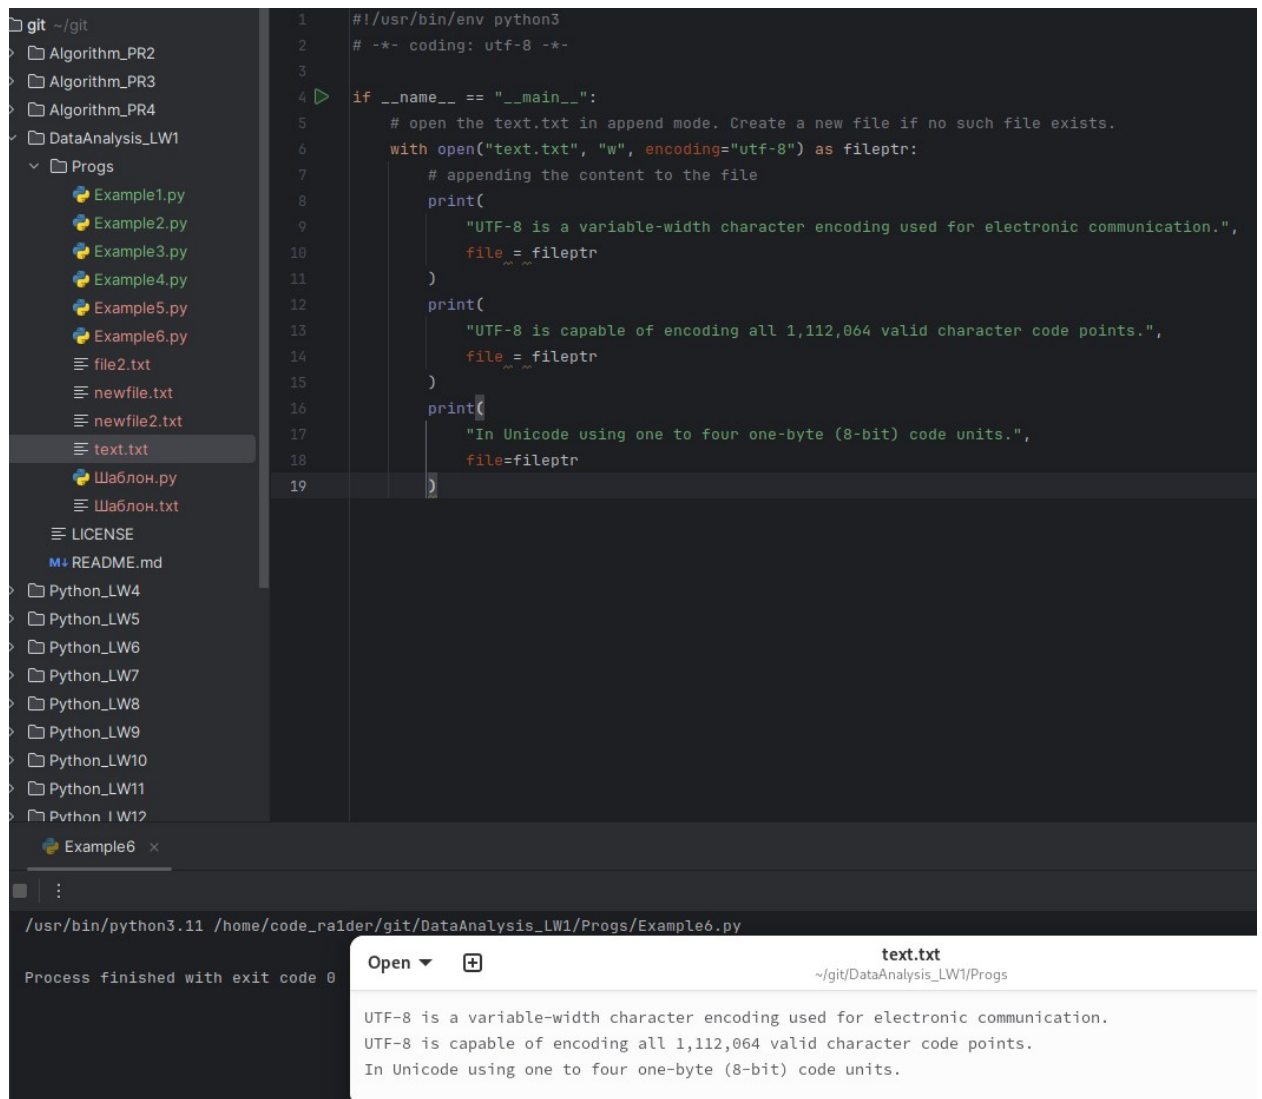 git ~/git
Algorithm_PR2
Algorithm_PR3
Algorithm_PR4
DataAnalysis_LW1
Progs
Example1.py
Example2.py
Example3.py
Example4.py
Example5.py
Example6.py
file2.txt
newfile.txt
newfile2.txt
text.txt
Шаблон.py
Шаблон.txt
LICENSE
M↓ README.md
Python_LW4
Python_LW5
Python_LW6
Python_LW7
Python_LW8
Python_LW9
Python_LW10
Python_LW11
Python_LW12
1 #!/usr/bin/env python3
2 # -*- coding: utf-8 -*-
3
4 if __name__ == "__main__":
5 # open the text.txt in append mode. Create a new file if no such file exists.
6 with open("text.txt", "w", encoding="utf-8") as fileptr:
7 # appending the content to the file
8 print(
9 "UTF-8 is a variable-width character encoding used for electronic communication.",
10 file = fileptr
11 )
12 print(
13 "UTF-8 is capable of encoding all 1,112,064 valid character code points.",
14 file = fileptr
15 )
16 print(
17 "In Unicode using one to four one-byte (8-bit) code units.",
18 file=fileptr
19 )
Example6
/usr/bin/python3.11 /home/code_ra1der/git/DataAnalysis_LW1/Progs/Example6.py
Process finished with exit code 0
Open
text.txt
~/git/DataAnalysis_LW1/Progs
UTF-8 is a variable-width character encoding used for electronic communication.
UTF-8 is capable of encoding all 1,112,064 valid character code points.
In Unicode using one to four one-byte (8-bit) code units.